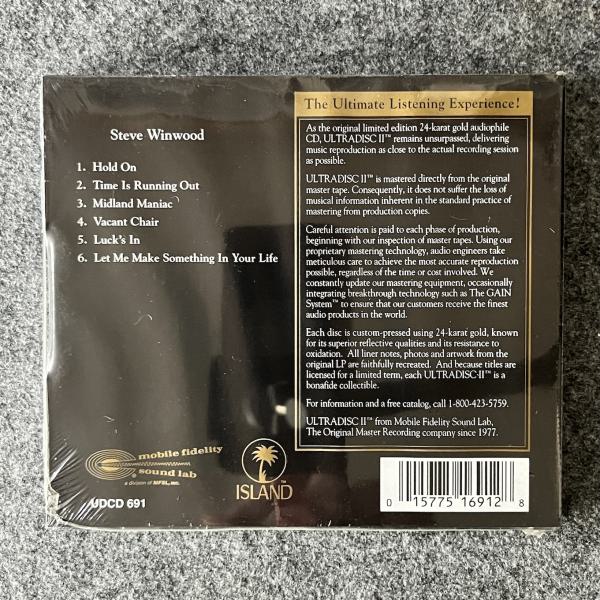 Steve Winwood
1. Hold On
2. Time Is Running Out
3. Midland Maniac
4. Vacant Chair
5. Luck's In
6. Let Me Make Something In Your Life
The Ultimate Listening Experience!
As the original limited edition 24-karat gold audiophile
CD, ULTRADISC II™ remains unsurpassed, delivering
music reproduction as close to the actual recording session
as possible.
ULTRADISC II™ is mastered directly from the original
master tape. Consequently, it does not suffer the loss of
musical information inherent in the standard practice of
mastering from production copies.
Careful attention is paid to each phase of production,
beginning with our inspection of master tapes. Using our
proprietary mastering technology, audio engineers take
meticulous care to achieve the most accurate reproduction
possible, regardless of the time or cost involved. We
constantly update our mastering equipment, occasionally
integrating breakthrough technology such as The GAIN
System™ to ensure that our customers receive the finest
audio products in the world.
Each disc is custom-pressed using 24-karat gold, known
for its superior reflective qualities and its resistance to
oxidation. All liner notes, photos and artwork from the
original LP are faithfully recreated. And because titles are
licensed for a limited term, each ULTRADISC-II™ is a
bonafide collectible.
For information and a free catalog, call 1-800-423-5759.
ULTRADISC II™ from Mobile Fidelity Sound Lab,
The Original Master Recording company since 1977.
mobile fidelity
sound lab
a division of MFSL, inc.
UDCD 691
ISLAND™
0 15775 16912 8